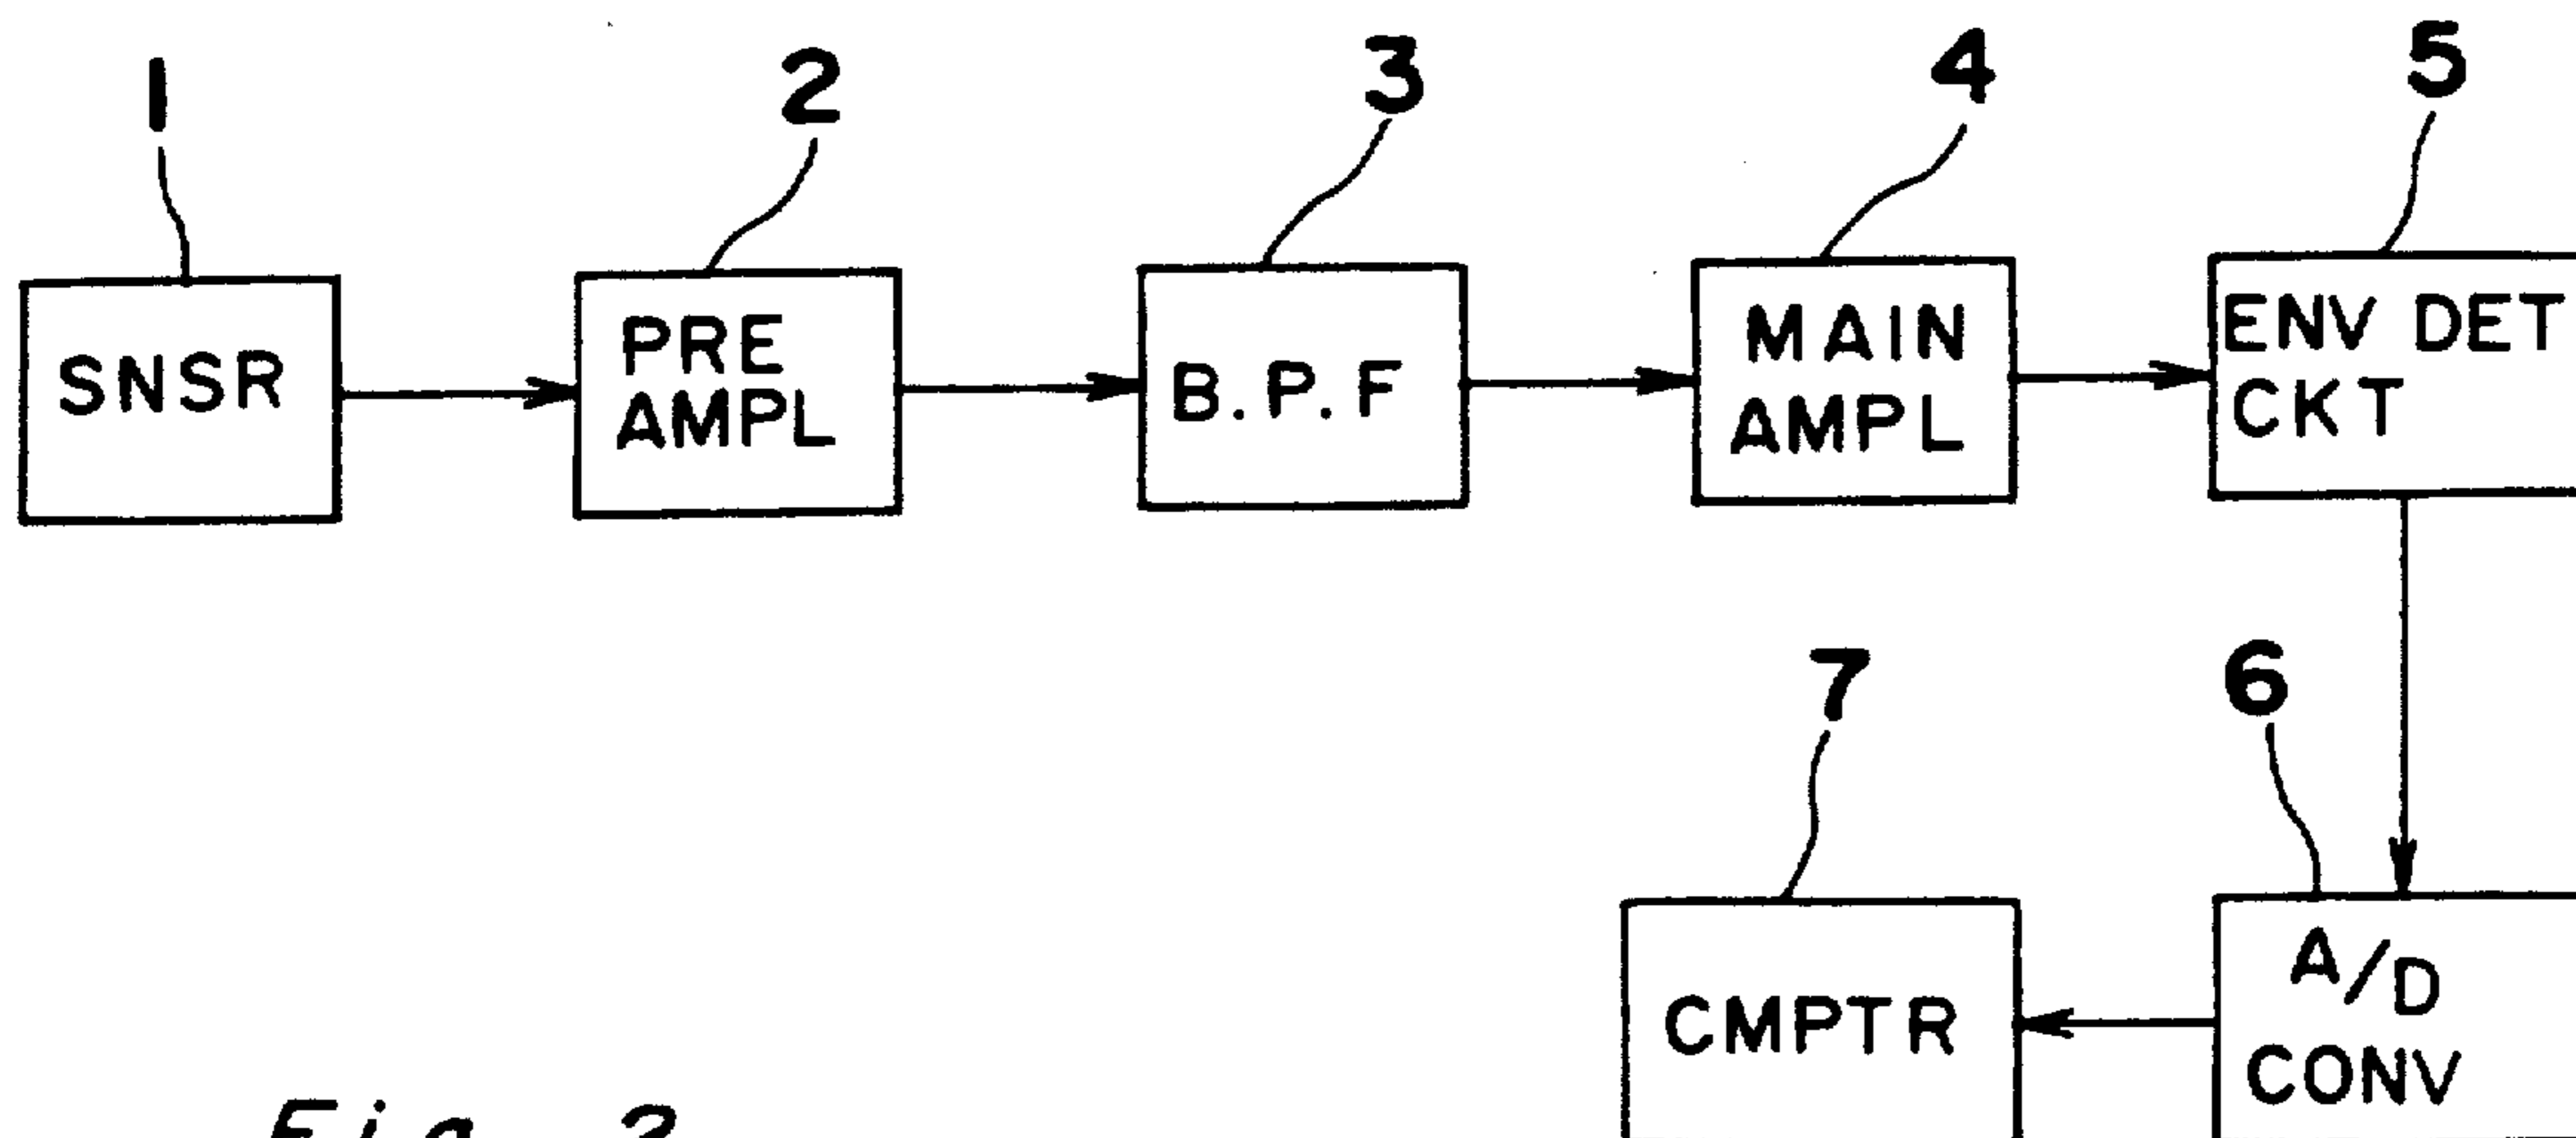 1
2
3
4
5
SNSR
PRE
AMPL
B.P.F
MAIN
AMPL
ENV DET
CKT
7
6
CMPTR
A/D
CONV